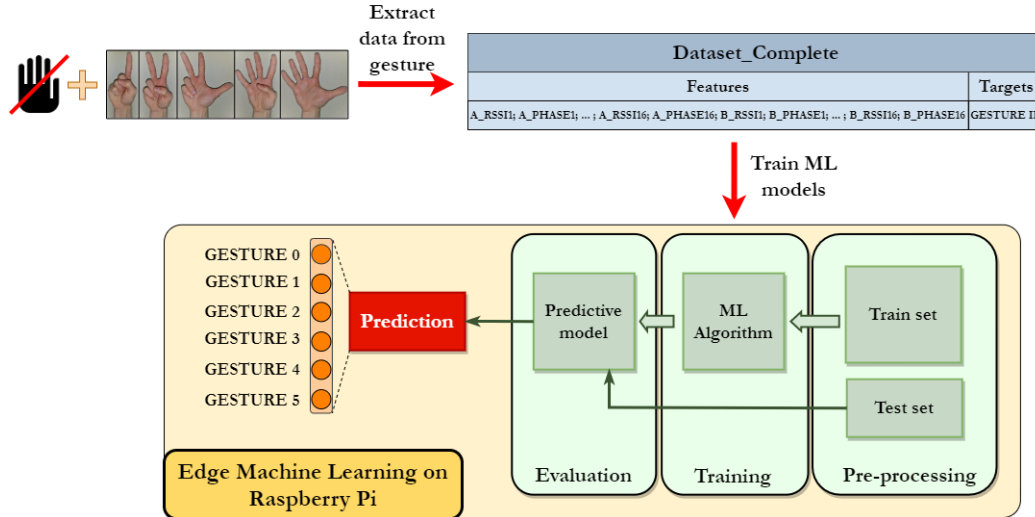 Extract
data from
gesture
Dataset_Complete
Features
Targets
A_RSSI1; A_PHASE1; ... ; A_RSSI16; A_PHASE16; B_RSSI1; B_PHASE1; ... ; B_RSSI16; B_PHASE16
GESTURE I
Train ML
models
GESTURE 0
GESTURE 1
GESTURE 2
GESTURE 3
GESTURE 4
GESTURE 5
Prediction
Predictive
model
ML
Algorithm
Train set
Test set
Evaluation
Training
Pre-processing
Edge Machine Learning on
Raspberry Pi